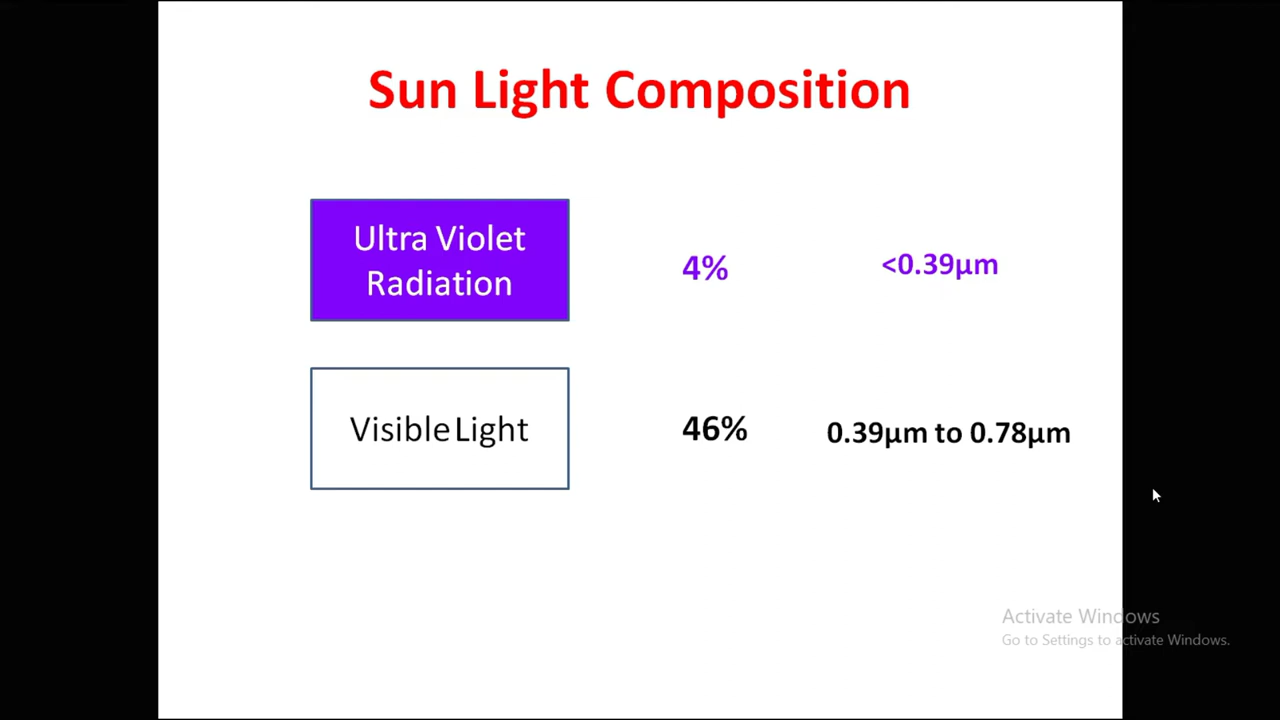 Sun Light Composition
Ultra Violet
Radiation
4%
<0.39µm
Visible Light
46%
0.39µm to 0.78µm
Activate Windows
Go to Settings to activate Windows.